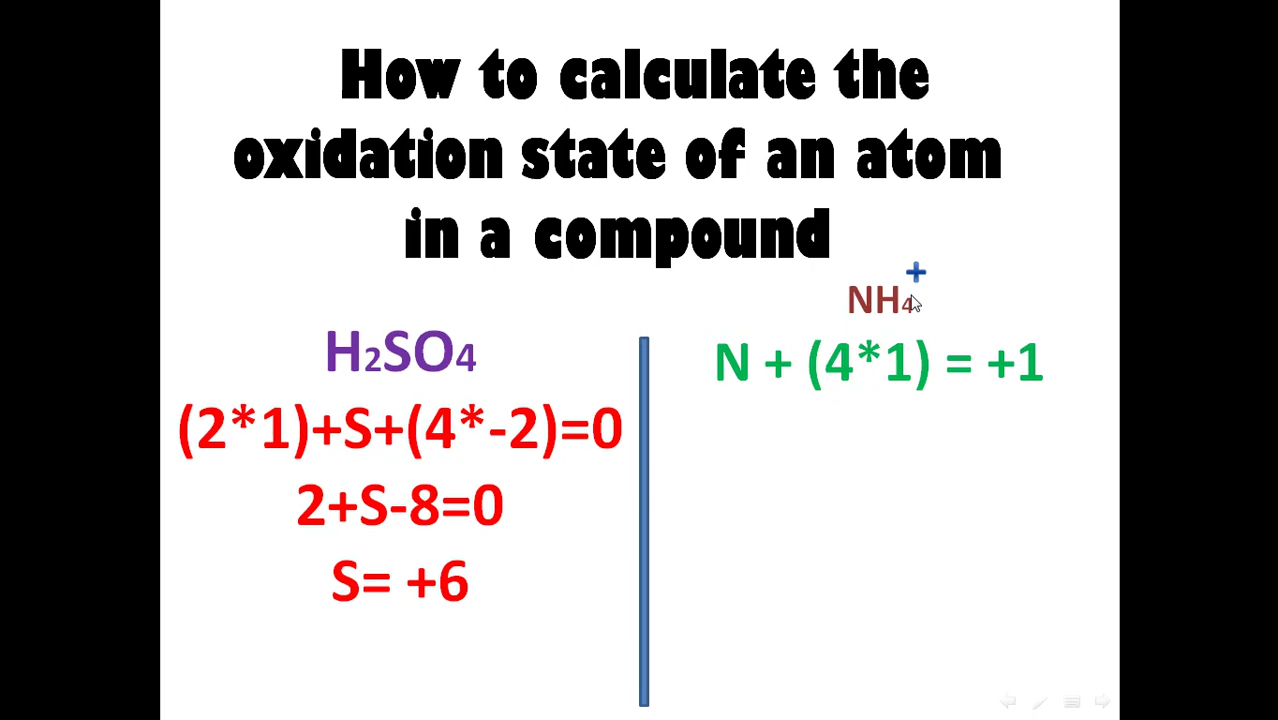 How to calculate the
oxidation state of an atom
in a compound
H₂SO₄
(2*1)+S+(4*-2)=0
2+S-8=0
S= +6
NH₄⁺
N + (4*1) = +1